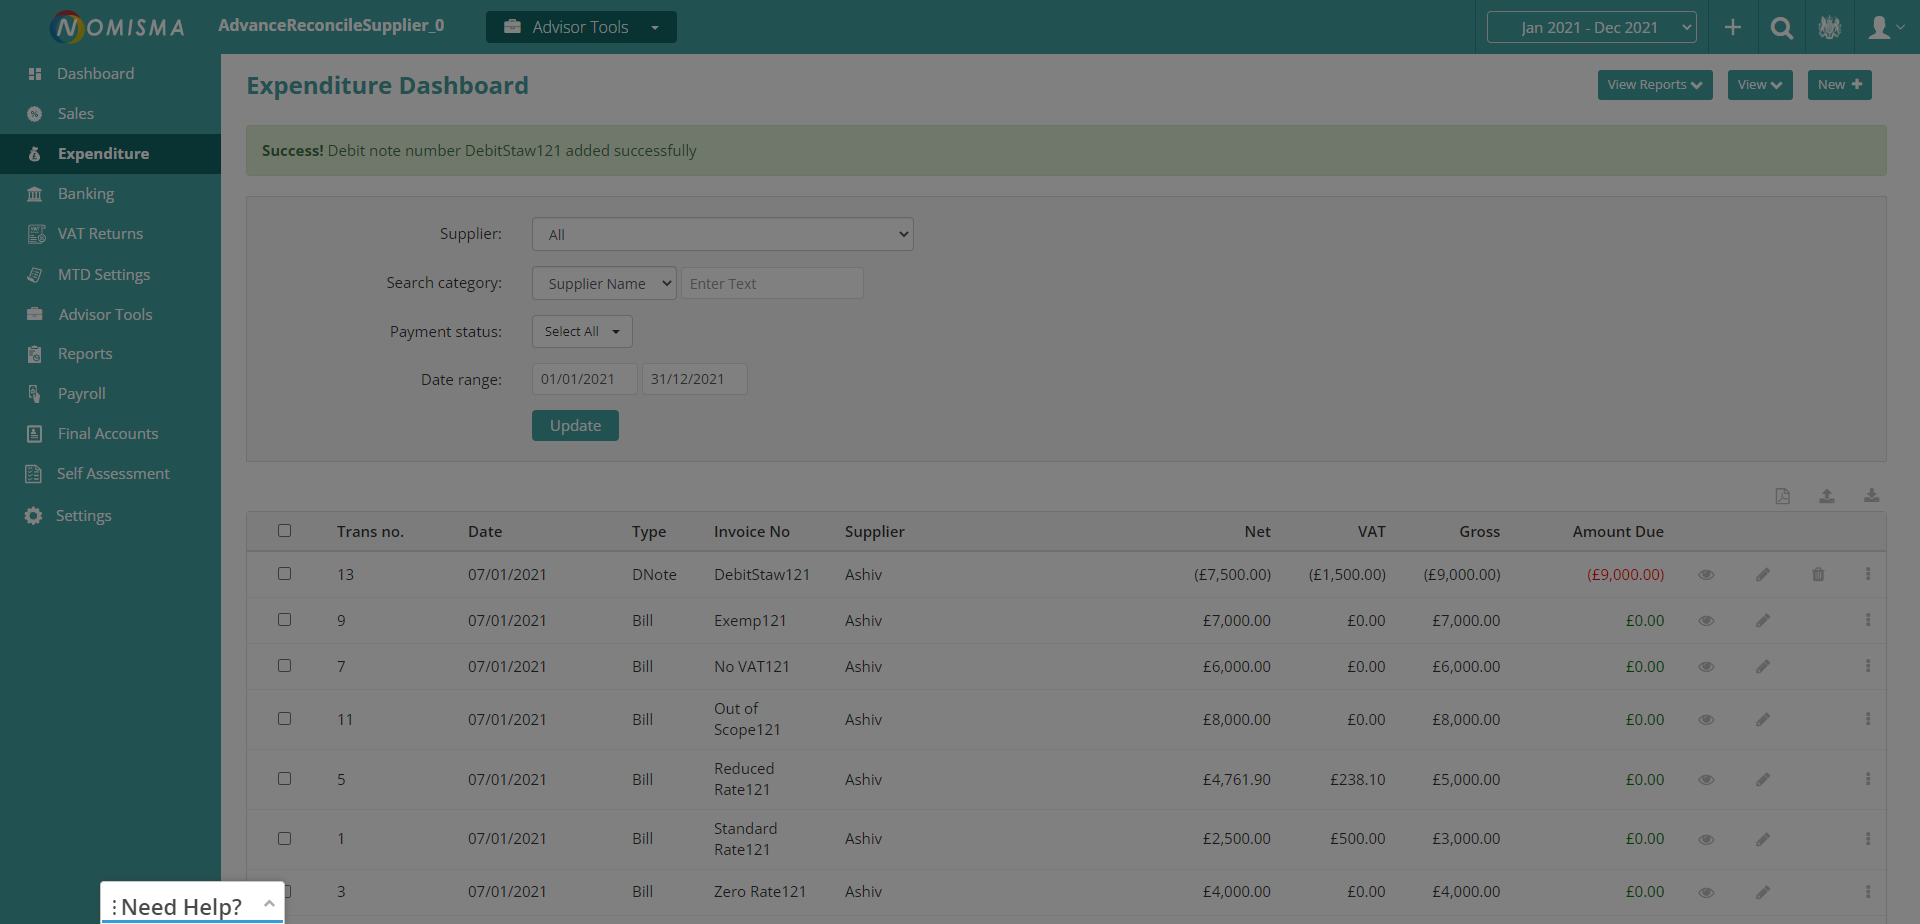 NOMISMA
AdvanceReconcileSupplier_0
Advisor Tools
Jan 2021 - Dec 2021
Dashboard
Sales
Expenditure
Banking
VAT Returns
MTD Settings
Advisor Tools
Reports
Payroll
Final Accounts
Self Assessment
Settings
Expenditure Dashboard
View Reports
View
New
Success! Debit note number DebitStaw121 added successfully
Supplier: All
Search category: Supplier Name Enter Text
Payment status: Select All
Date range: 01/01/2021 31/12/2021
Update
Trans no. Date Type Invoice No Supplier Net VAT Gross Amount Due
13 07/01/2021 DNote DebitStaw121 Ashiv (£7,500.00) (£1,500.00) (£9,000.00) (£9,000.00)
9 07/01/2021 Bill Exemp121 Ashiv £7,000.00 £0.00 £7,000.00 £0.00
7 07/01/2021 Bill No VAT121 Ashiv £6,000.00 £0.00 £6,000.00 £0.00
11 07/01/2021 Bill Out of Scope121 Ashiv £8,000.00 £0.00 £8,000.00 £0.00
5 07/01/2021 Bill Reduced Rate121 Ashiv £4,761.90 £238.10 £5,000.00 £0.00
1 07/01/2021 Bill Standard Rate121 Ashiv £2,500.00 £500.00 £3,000.00 £0.00
3 07/01/2021 Bill Zero Rate121 Ashiv £4,000.00 £0.00 £4,000.00 £0.00
Need Help?